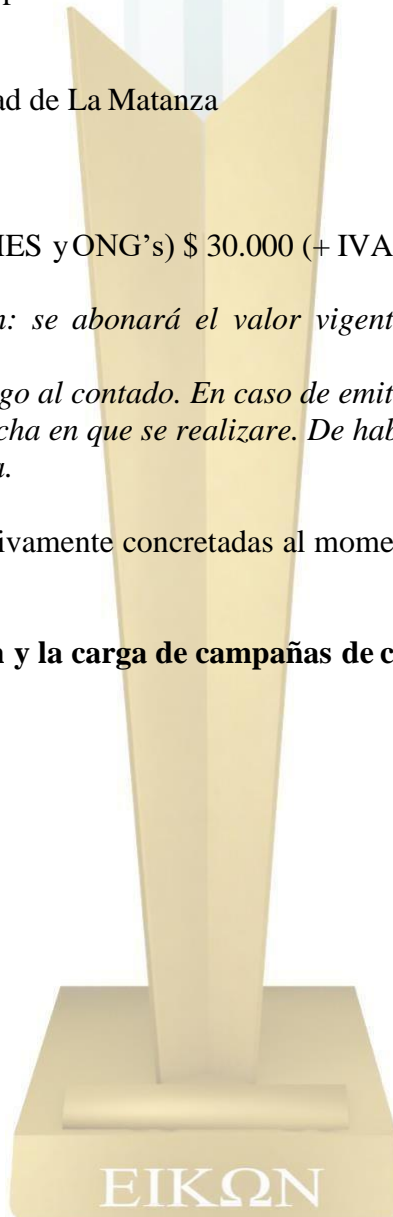 ad de La Matanza
IES y ONG’s) $ 30.000 (+ IVA
n: se abonará el valor vigent
go al contado. En caso de emit
cha en que se realizare. De hab
a.
ivamente concretadas al mome
n y la carga de campañas de c
ΕΙΚΩΝ